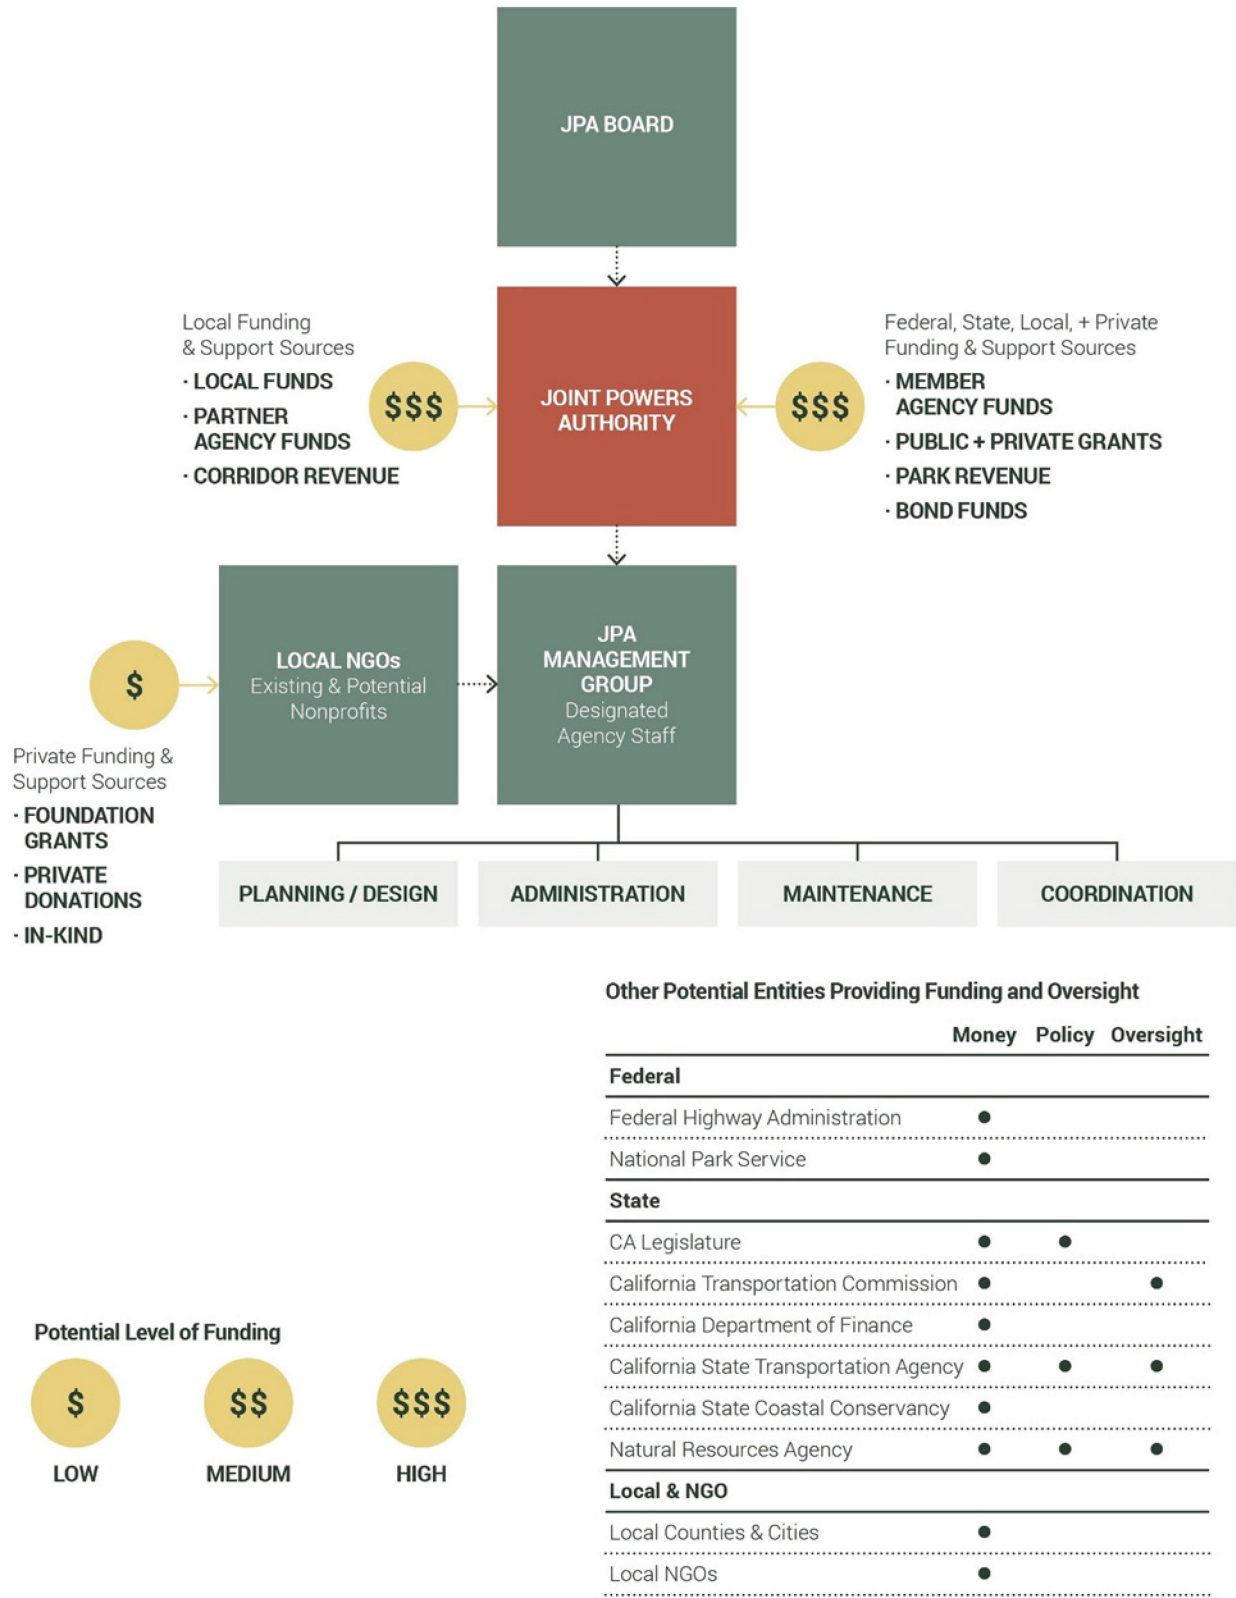 JPA BOARD
Local Funding
& Support Sources
· LOCAL FUNDS
· PARTNER
AGENCY FUNDS
· CORRIDOR REVENUE
$$$
JOINT POWERS
AUTHORITY
$$$
Federal, State, Local, + Private
Funding & Support Sources
· MEMBER
AGENCY FUNDS
· PUBLIC + PRIVATE GRANTS
· PARK REVENUE
· BOND FUNDS
$
Private Funding &
Support Sources
· FOUNDATION
GRANTS
· PRIVATE
DONATIONS
· IN-KIND
LOCAL NGOs
Existing & Potential
Nonprofits
JPA
MANAGEMENT
GROUP
Designated
Agency Staff
PLANNING / DESIGN
ADMINISTRATION
MAINTENANCE
COORDINATION
Other Potential Entities Providing Funding and Oversight
Money Policy Oversight
Federal
Federal Highway Administration ●
National Park Service ●
State
CA Legislature ● ●
California Transportation Commission ● ●
California Department of Finance ●
California State Transportation Agency ● ● ●
California State Coastal Conservancy ●
Natural Resources Agency ● ● ●
Local & NGO
Local Counties & Cities ●
Local NGOs ●
Potential Level of Funding
$ $$ $$$
LOW MEDIUM HIGH